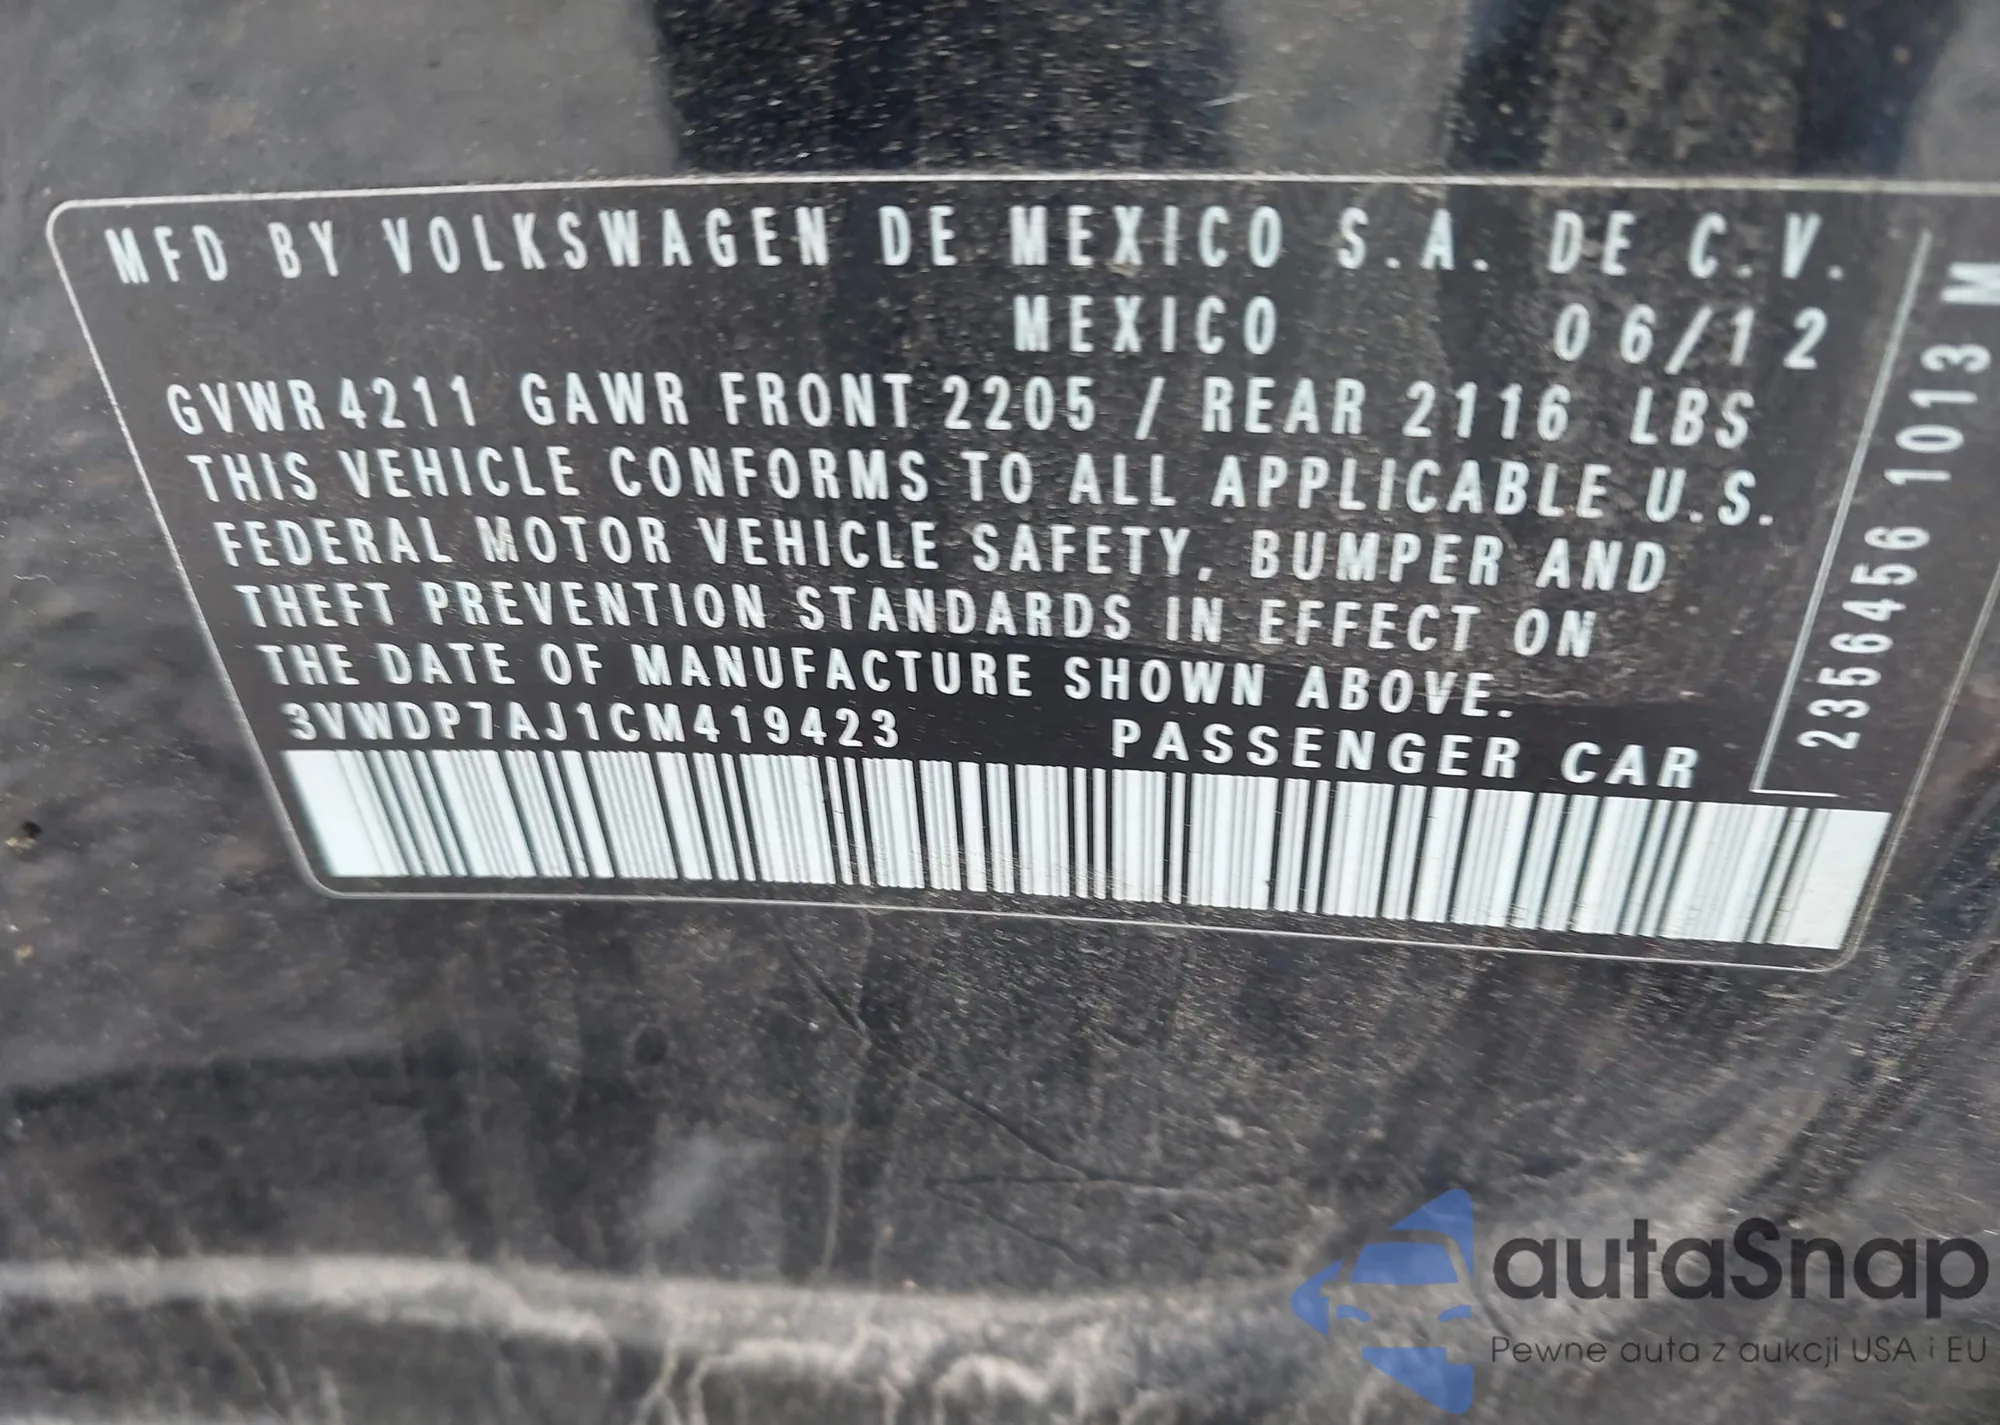 MFD BY VOLKSWAGEN DE MEXICO S.A. DE C.V.
MEXICO 06/12
GVWR 4211 GAWR FRONT 2205 / REAR 2116 LBS
THIS VEHICLE CONFORMS TO ALL APPLICABLE U.S.
FEDERAL MOTOR VEHICLE SAFETY, BUMPER AND
THEFT PREVENTION STANDARDS IN EFFECT ON
THE DATE OF MANUFACTURE SHOWN ABOVE.
3VWDP7AJ1CM419423 PASSENGER CAR
2356456 1013 M
autaSnap
Pewne auta z aukcji USA i EU